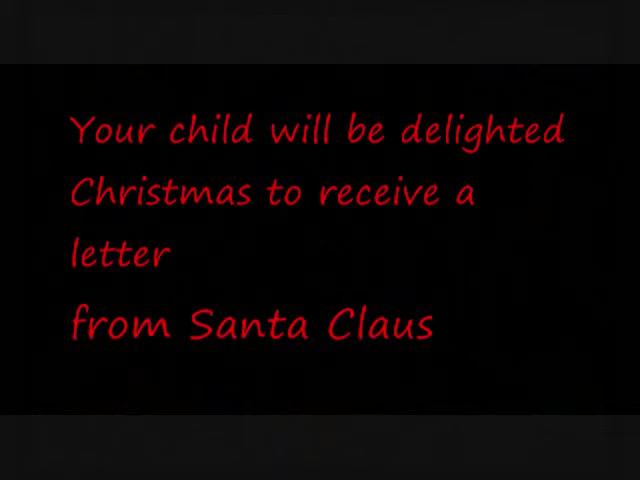 Your child will be delighted
Christmas to receive a
letter
from Santa Claus